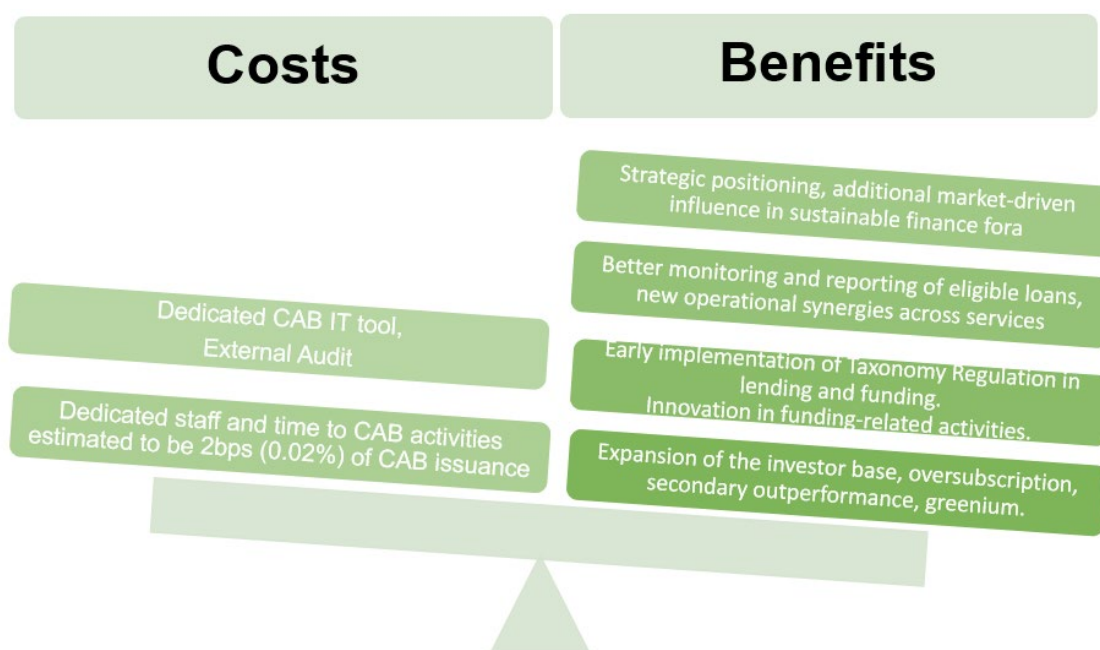 Costs
Dedicated CAB IT tool,
External Audit
Dedicated staff and time to CAB activities
estimated to be 2bps (0.02%) of CAB issuance
Benefits
Strategic positioning, additional market-driven
influence in sustainable finance fora
Better monitoring and reporting of eligible loans,
new operational synergies across services
Early implementation of Taxonomy Regulation in
lending and funding.
Innovation in funding-related activities.
Expansion of the investor base, oversubscription,
secondary outperformance, greenium.